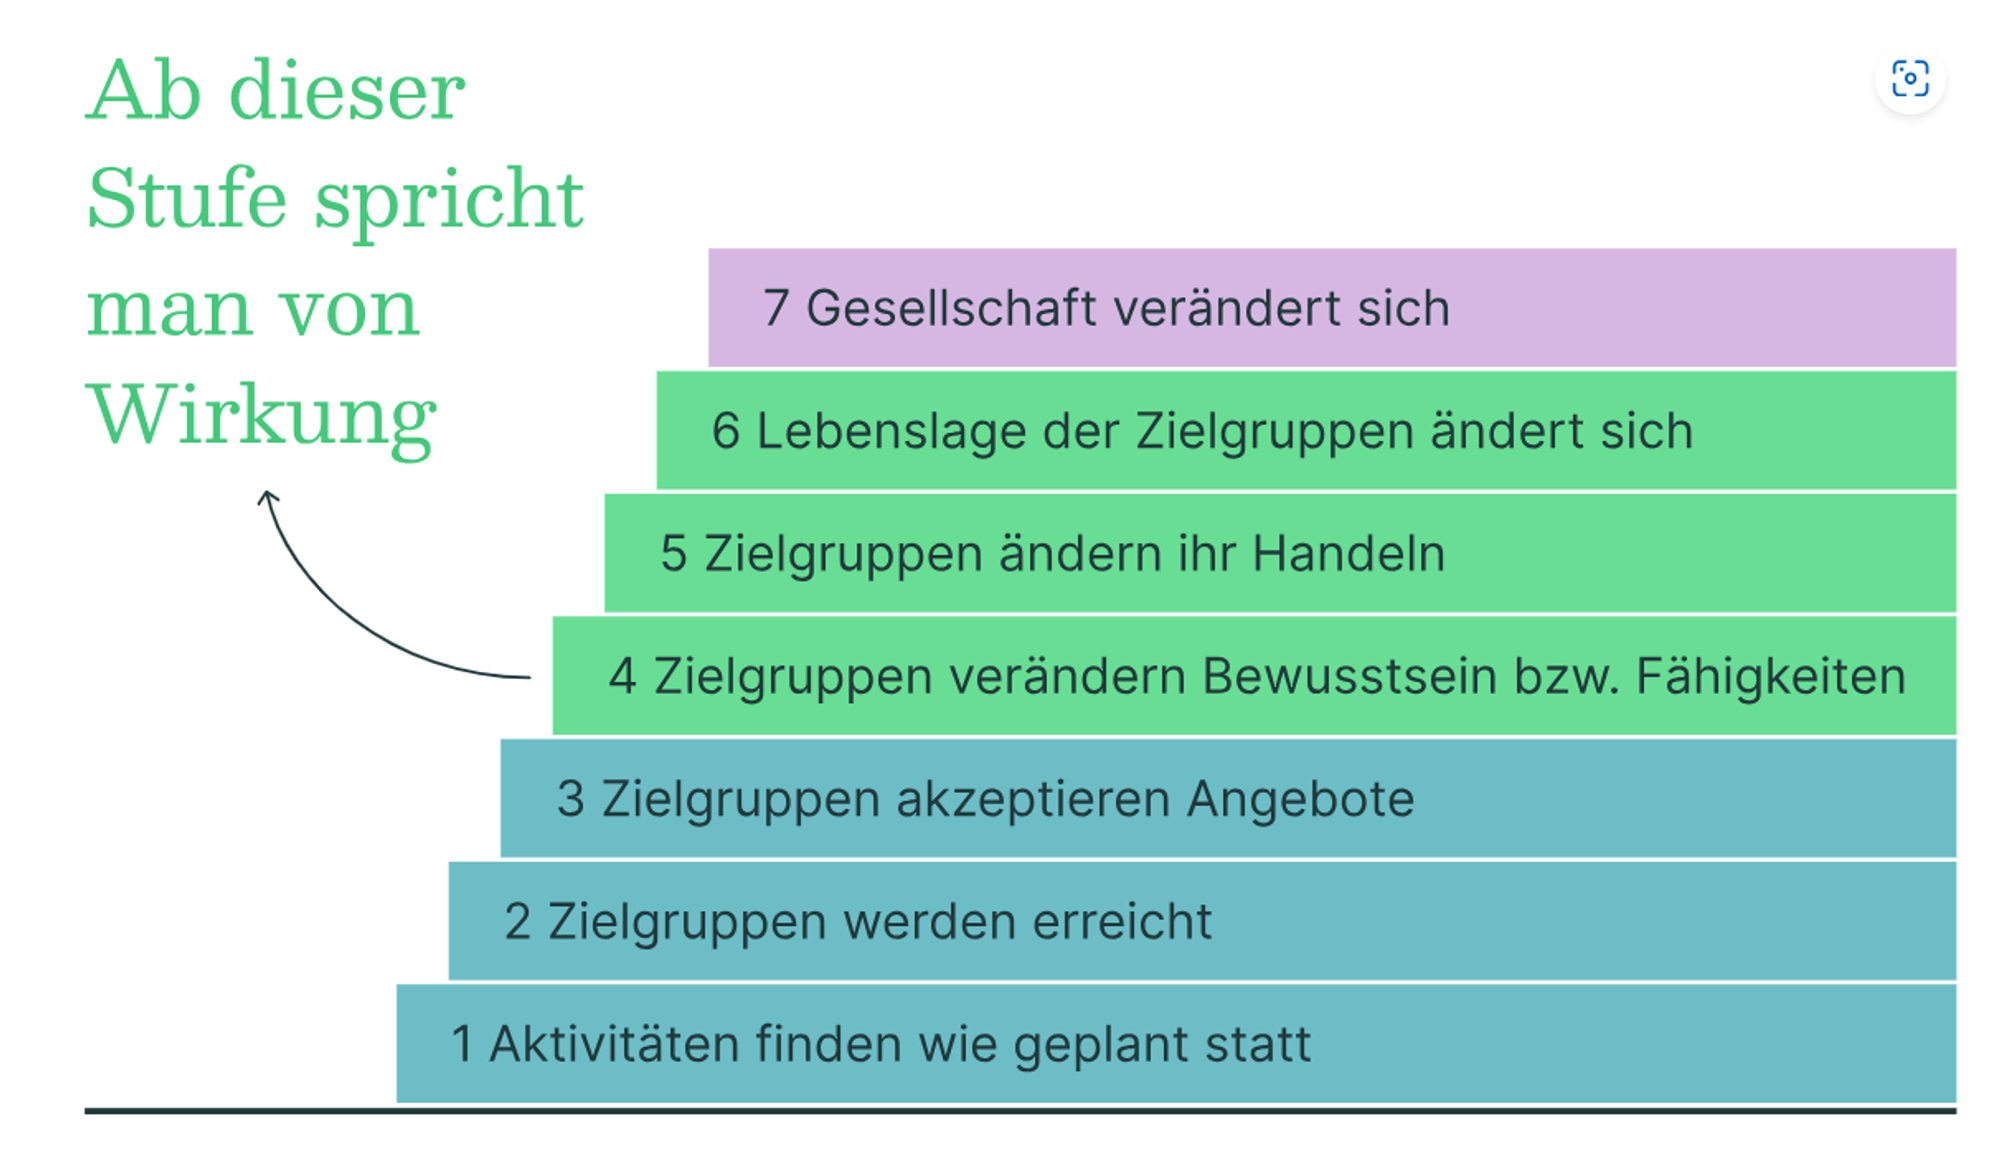 Ab dieser
Stufe spricht
man von
Wirkung
7 Gesellschaft verändert sich
6 Lebenslage der Zielgruppen ändert sich
5 Zielgruppen ändern ihr Handeln
4 Zielgruppen verändern Bewusstsein bzw. Fähigkeiten
3 Zielgruppen akzeptieren Angebote
2 Zielgruppen werden erreicht
1 Aktivitäten finden wie geplant statt